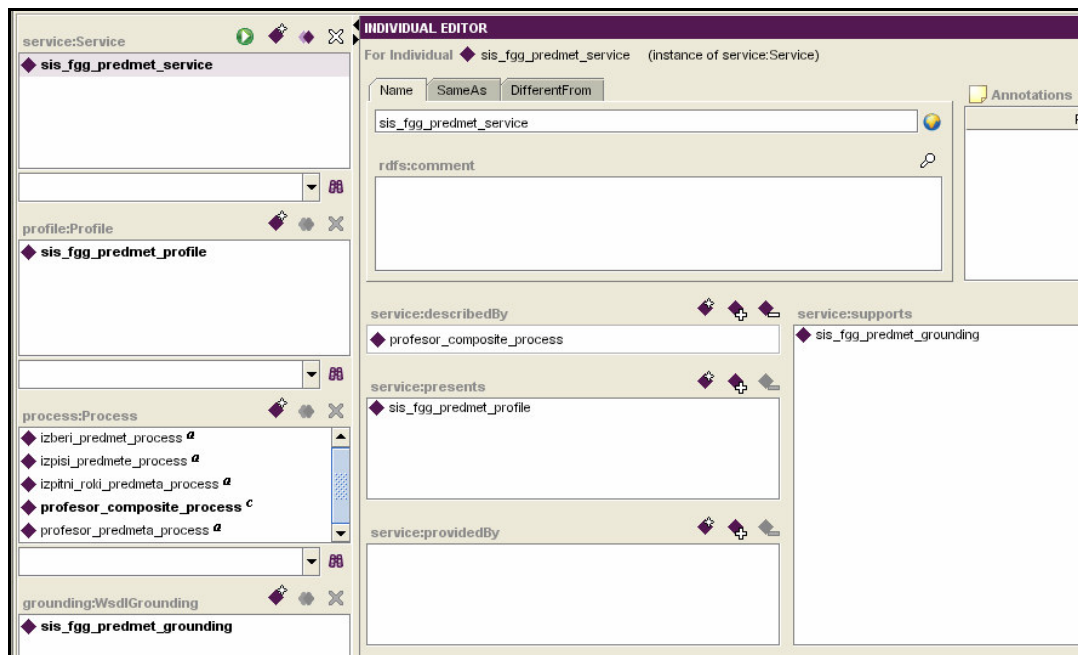 service:Service
sis_fgg_predmet_service
profile:Profile
sis_fgg_predmet_profile
process:Process
izberi_predmet_process a
izpisi_predmete_process a
izpitni_roki_predmeta_process a
profesor_composite_process c
profesor_predmeta_process a
grounding:WsdlGrounding
sis_fgg_predmet_grounding
INDIVIDUAL EDITOR
For Individual sis_fgg_predmet_service (instance of service:Service)
Name SameAs DifferentFrom
sis_fgg_predmet_service
rdfs:comment
Annotations
service:describedBy
profesor_composite_process
service:presents
sis_fgg_predmet_profile
service:providedBy
service:supports
sis_fgg_predmet_grounding